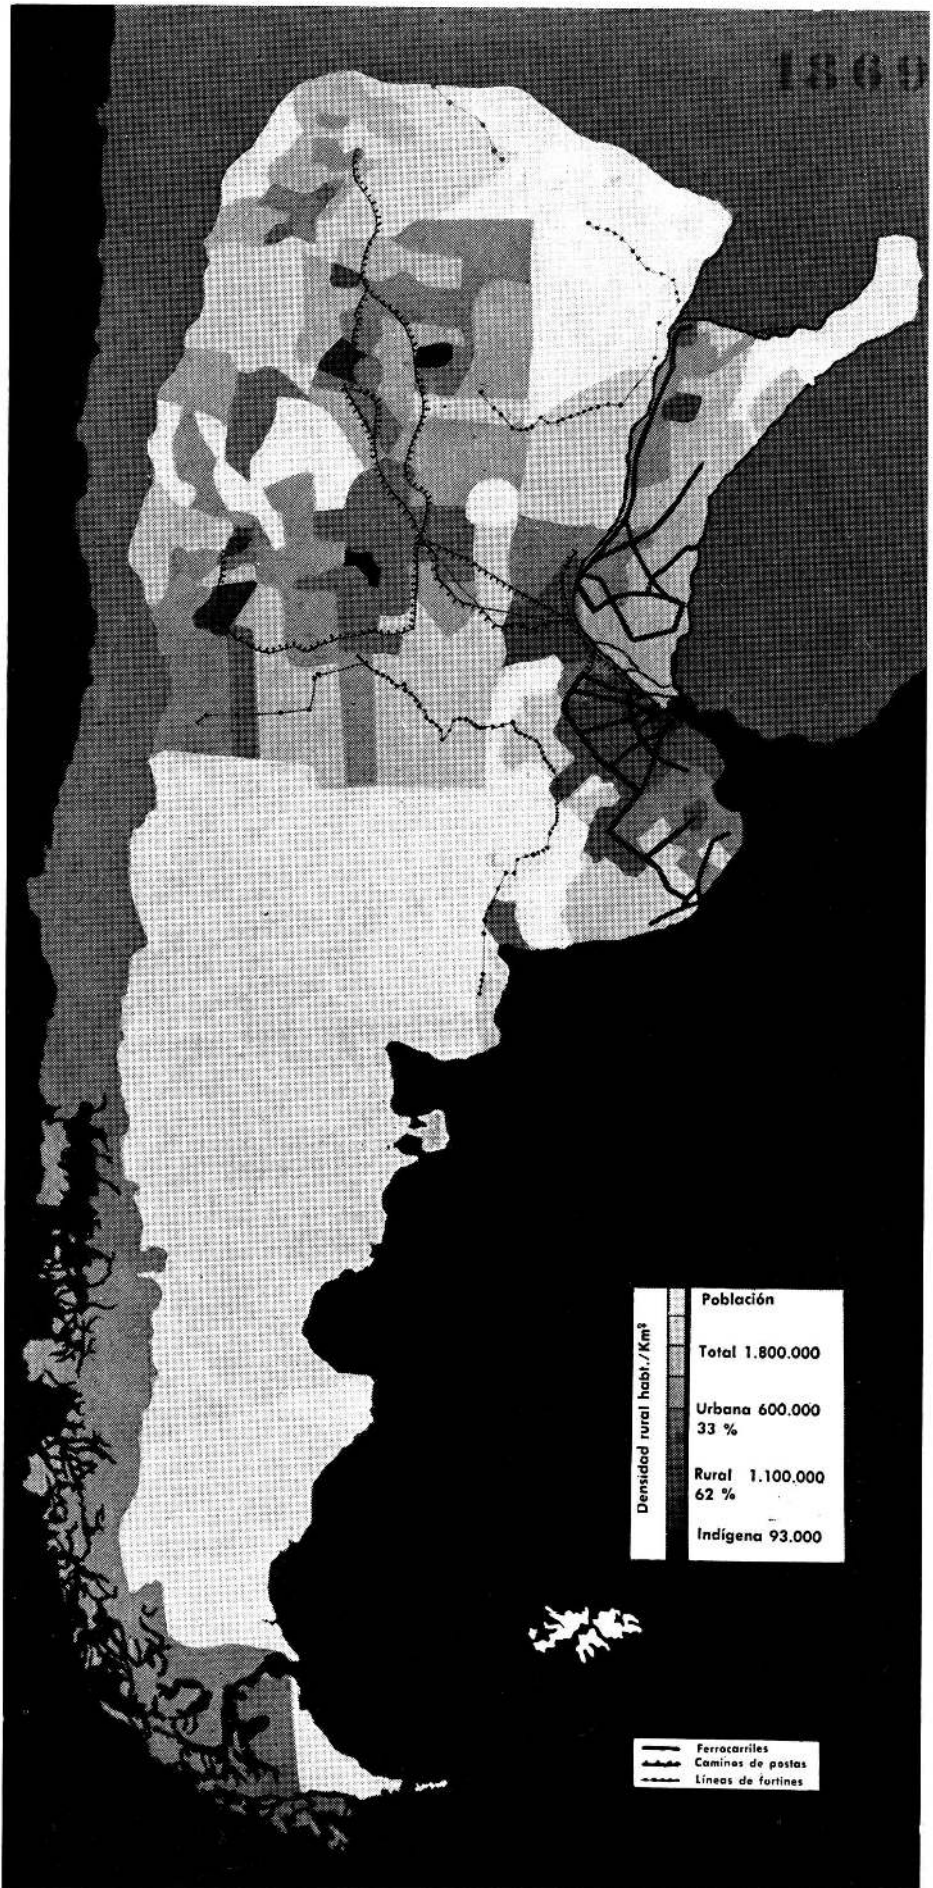 1869
Densidad rural habt./Km²
Población
Total 1.800.000
Urbana 600.000
33 %
Rural 1.100.000
62 %
Indígena 93.000
Ferrocarriles
Caminos de postas
Líneas de fortines